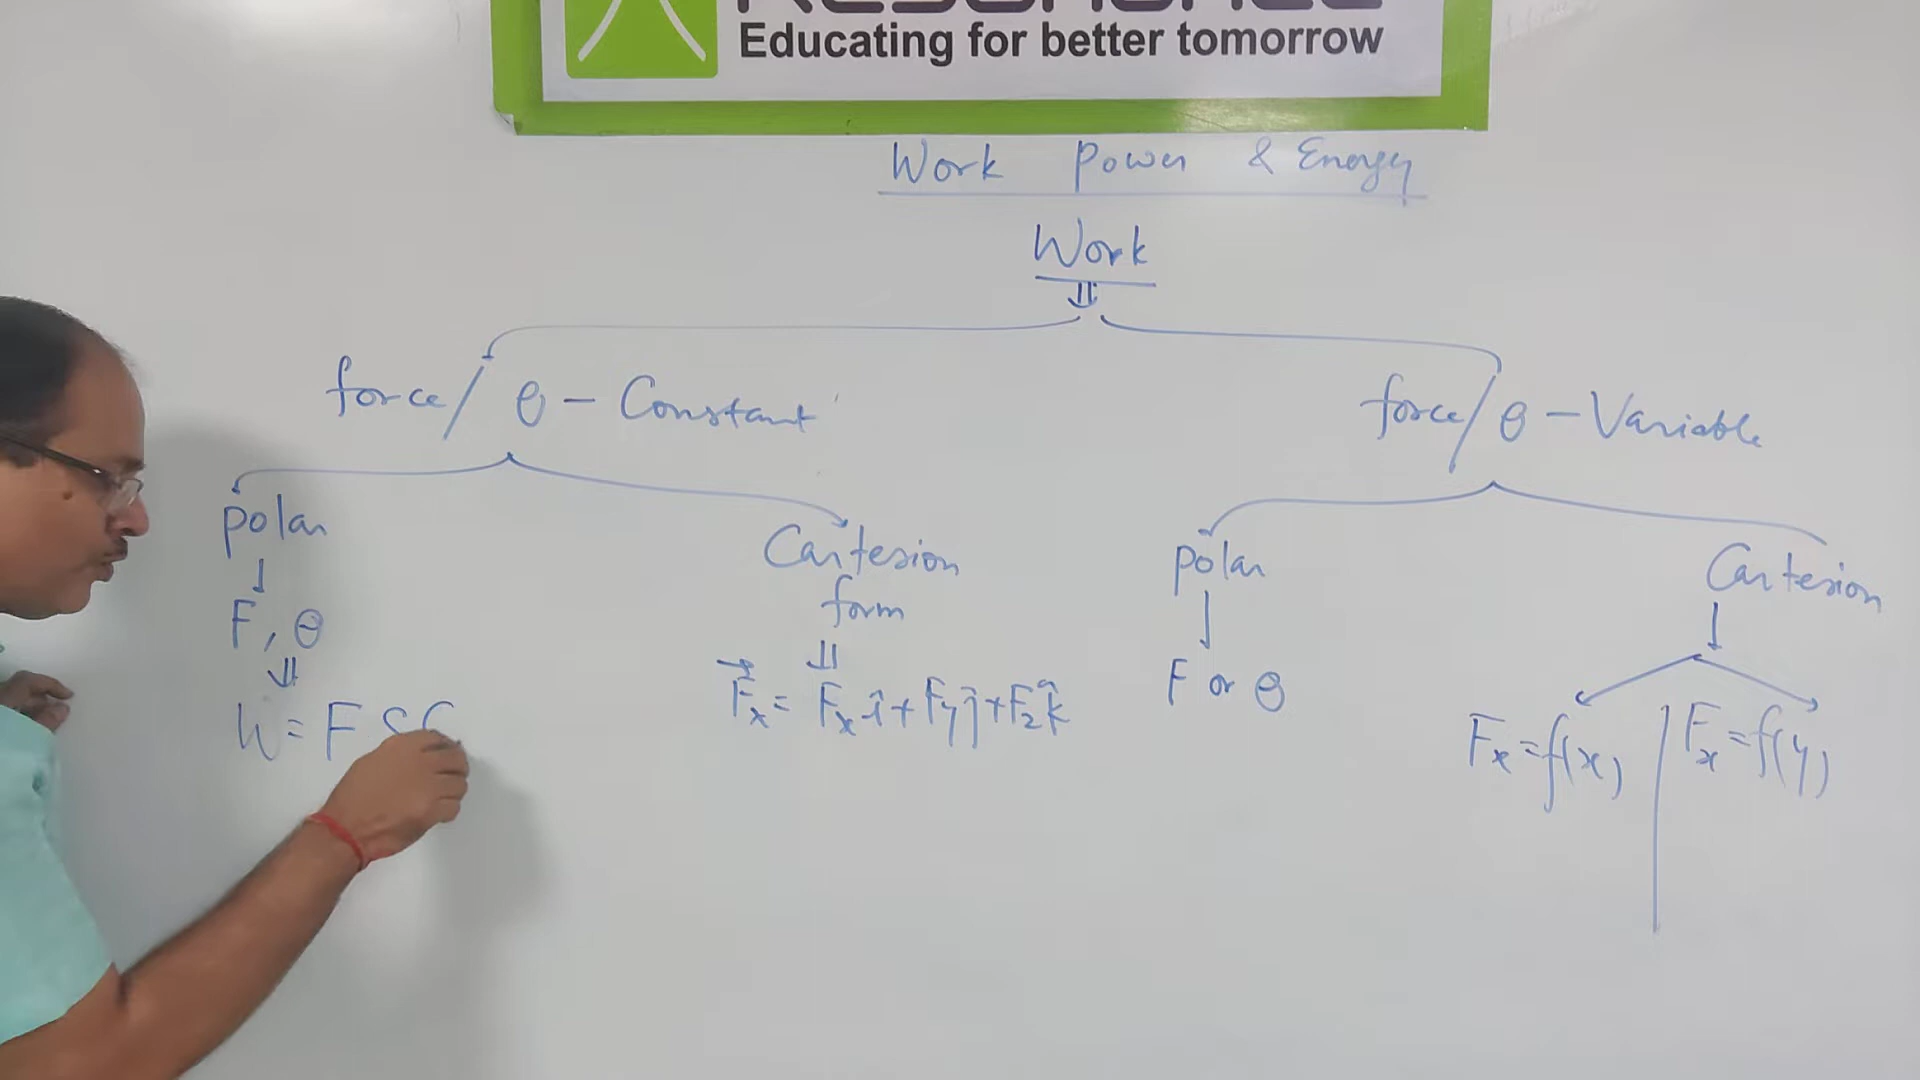 Educating for better tomorrow
Work Power & Energy
Work
⇓
force/ θ - Constant
force/ θ - Variable
polar
Cartesion
form
polar
Cartesion
↓
F, θ
⇓
W = F S C
⇓
F⃗x = Fx î + Fy ĵ + Fz k̂
↓
F or θ
↓
Fx = f(x)
Fx = f(y)